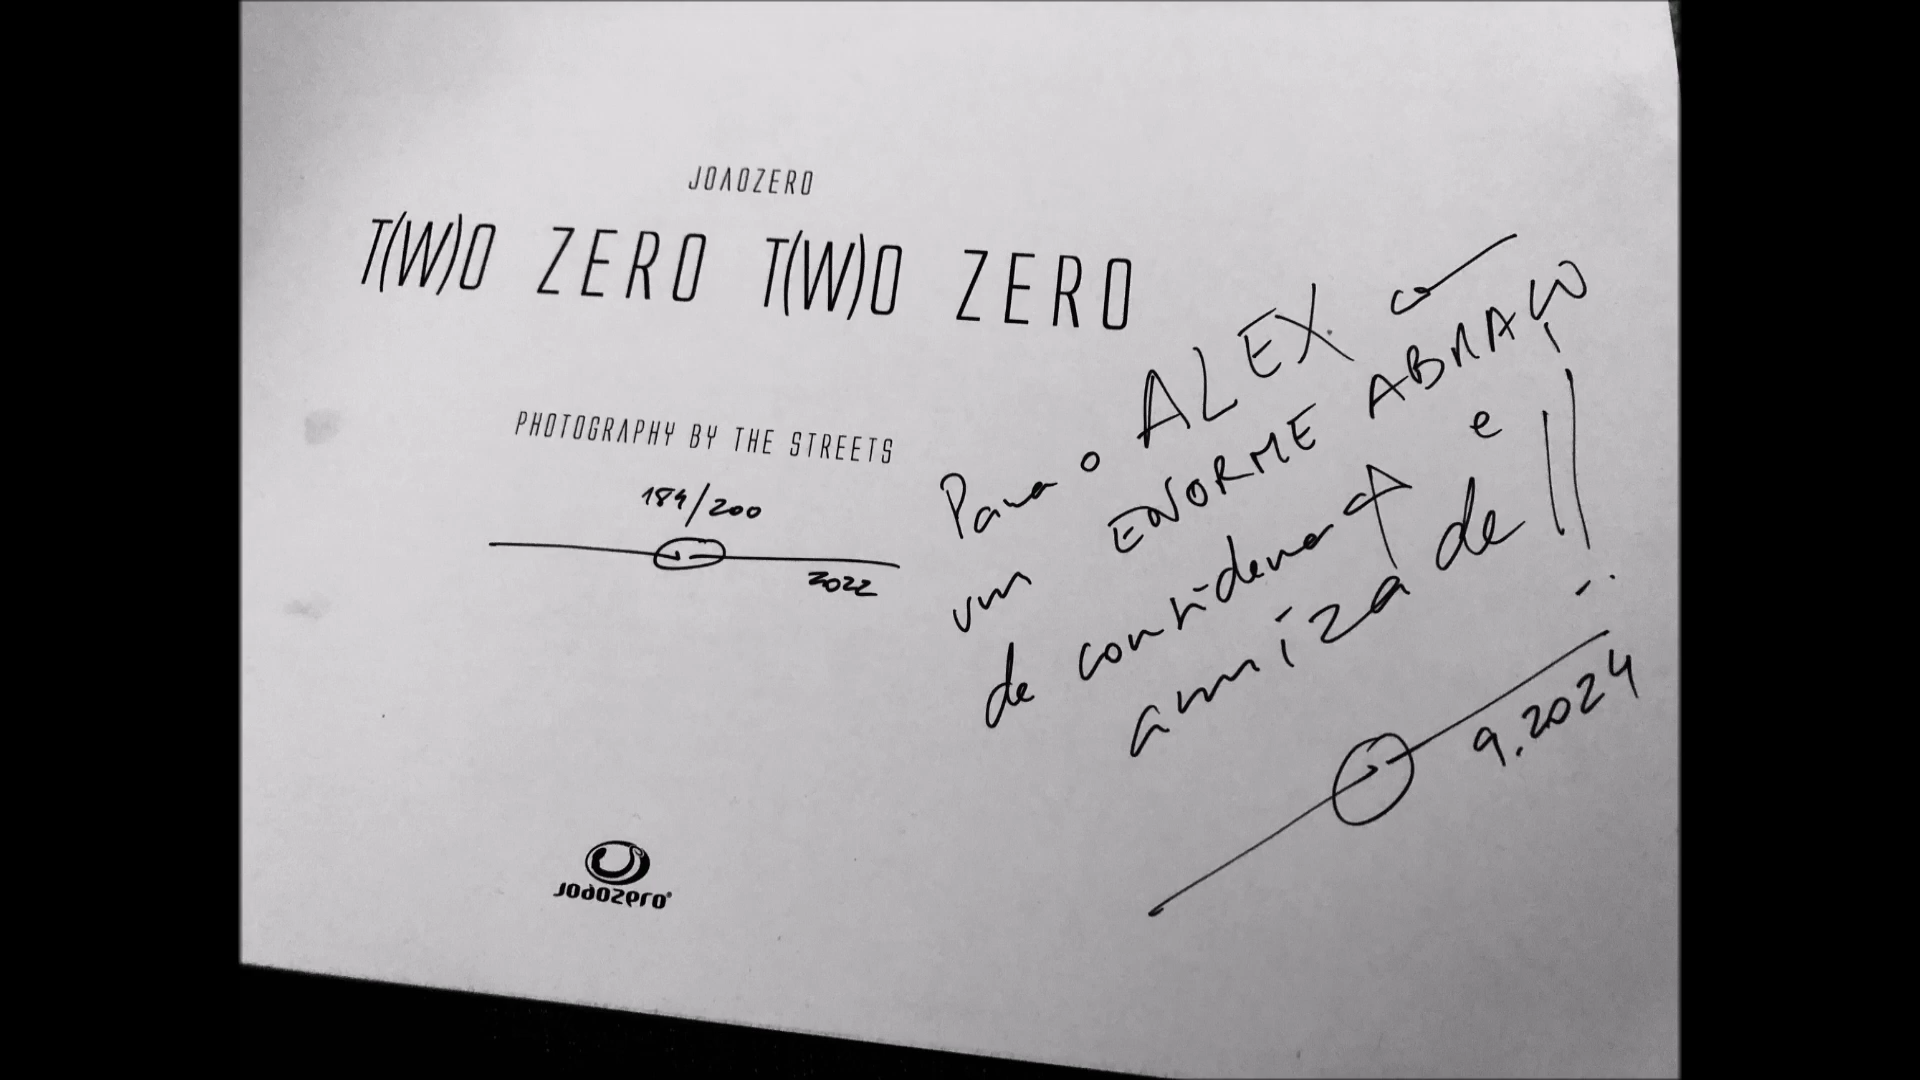 JOAOZERO
T(W)O ZERO T(W)O ZERO
PHOTOGRAPHY BY THE STREETS
184/200
2022
Para o ALEX c/
um ENORME ABRAÇO
de consideraç e
amizade!!
9.2024
joaozero®